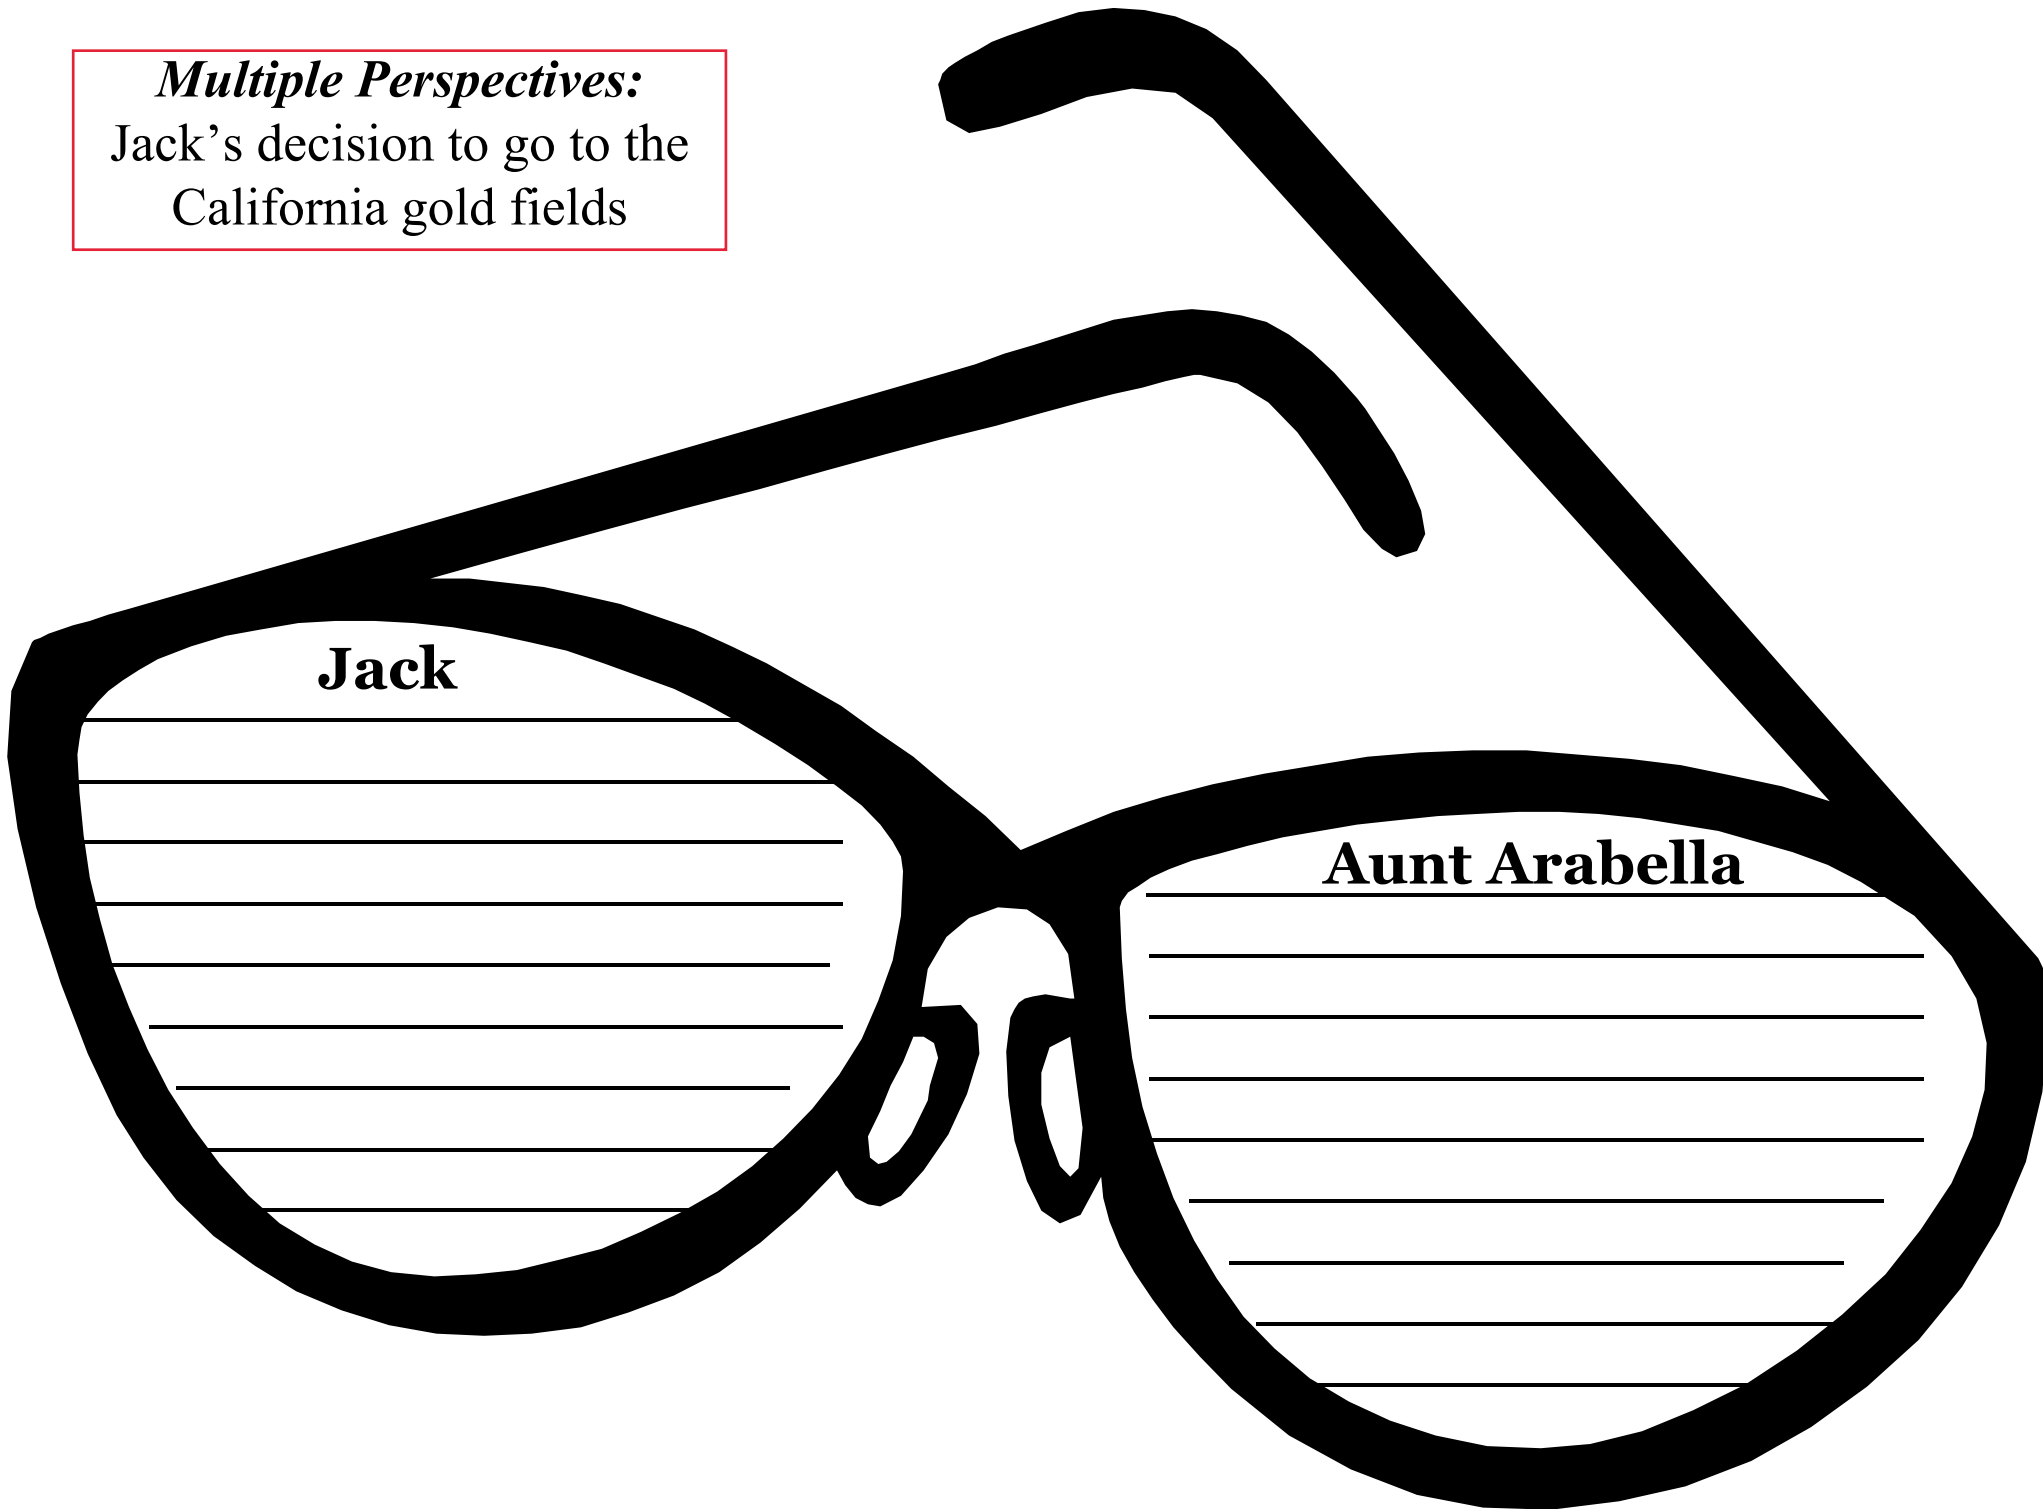 Multiple Perspectives:
Jack’s decision to go to the
California gold fields
Jack
Aunt Arabella